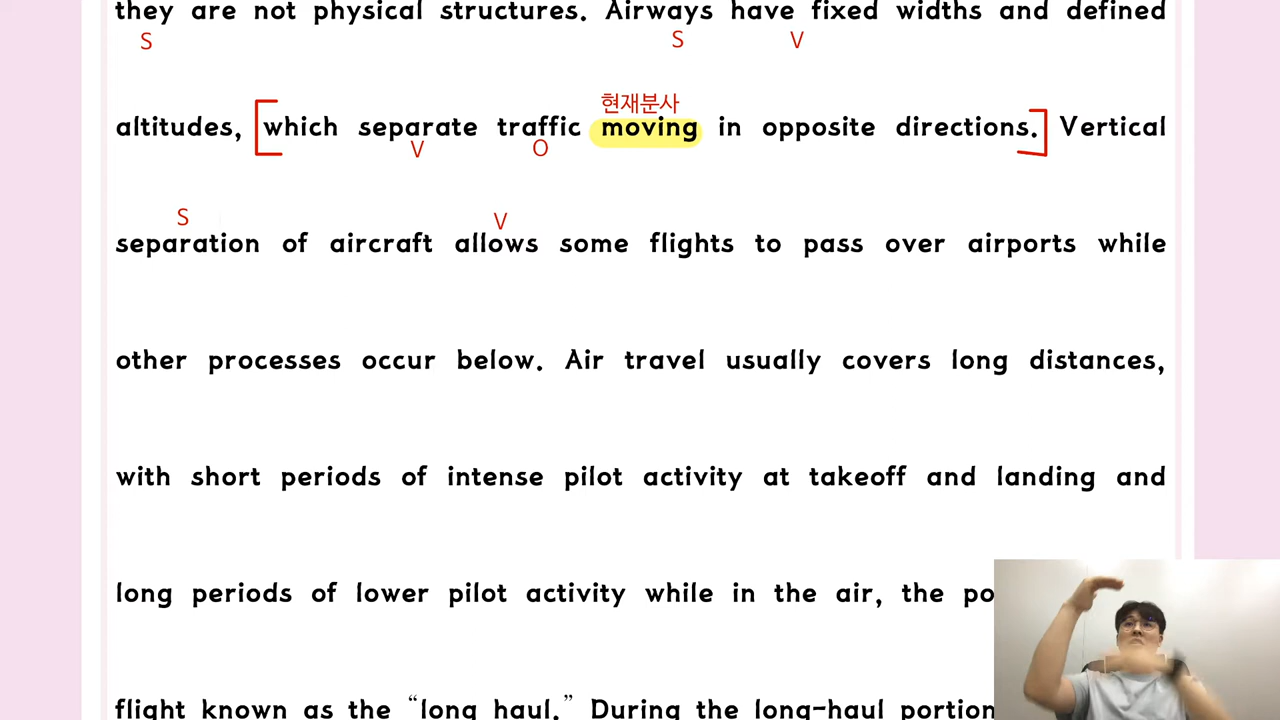 they are not physical structures. Airways have fixed widths and defined
S S V
현재분사
altitudes, which separate traffic moving in opposite directions. Vertical
V O
S V
separation of aircraft allows some flights to pass over airports while
other processes occur below. Air travel usually covers long distances,
with short periods of intense pilot activity at takeoff and landing and
long periods of lower pilot activity while in the air, the
flight known as the “long haul.” During the long-haul portion